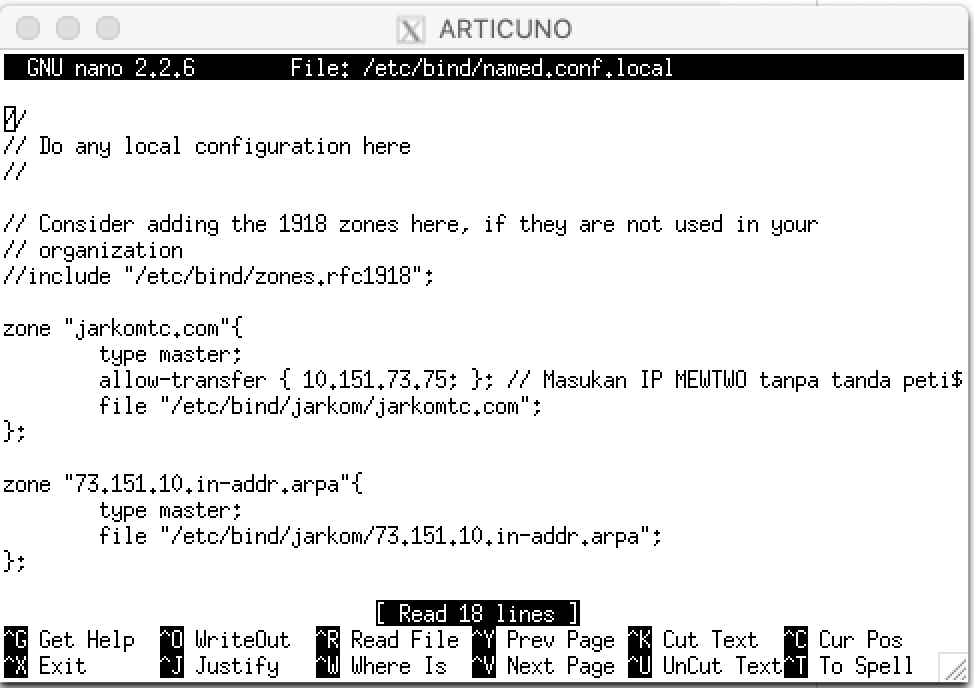 ARTICUNO
GNU nano 2.2.6 File: /etc/bind/named.conf.local
//
// Do any local configuration here
//
// Consider adding the 1918 zones here, if they are not used in your
// organization
//include "/etc/bind/zones.rfc1918";
zone "jarkomtc.com"{
type master;
allow-transfer { 10.151.73.75; }; // Masukan IP MEWTWO tanpa tanda peti$
file "/etc/bind/jarkom/jarkomtc.com";
};
zone "73.151.10.in-addr.arpa"{
type master;
file "/etc/bind/jarkom/73.151.10.in-addr.arpa";
};
[ Read 18 lines ]
^G Get Help ^O WriteOut ^R Read File ^Y Prev Page ^K Cut Text ^C Cur Pos
^X Exit ^J Justify ^W Where Is ^V Next Page ^U UnCut Text ^T To Spell